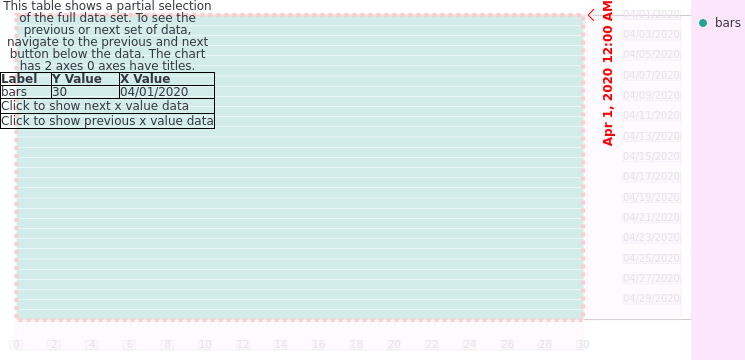 This table shows a partial selection
of the full data set. To see the
previous or next set of data,
navigate to the previous and next
button below the data. The chart
has 2 axes 0 axes have titles.
Label Y Value X Value
bars 30 04/01/2020
Click to show next x value data
Click to show previous x value data
Apr 1, 2020 12:00 AM
04/01/2020
04/03/2020
04/05/2020
04/07/2020
04/09/2020
04/11/2020
04/13/2020
04/15/2020
04/17/2020
04/19/2020
04/21/2020
04/23/2020
04/25/2020
04/27/2020
04/29/2020
bars
0 2 4 6 8 10 12 14 16 18 20 22 24 26 28 30